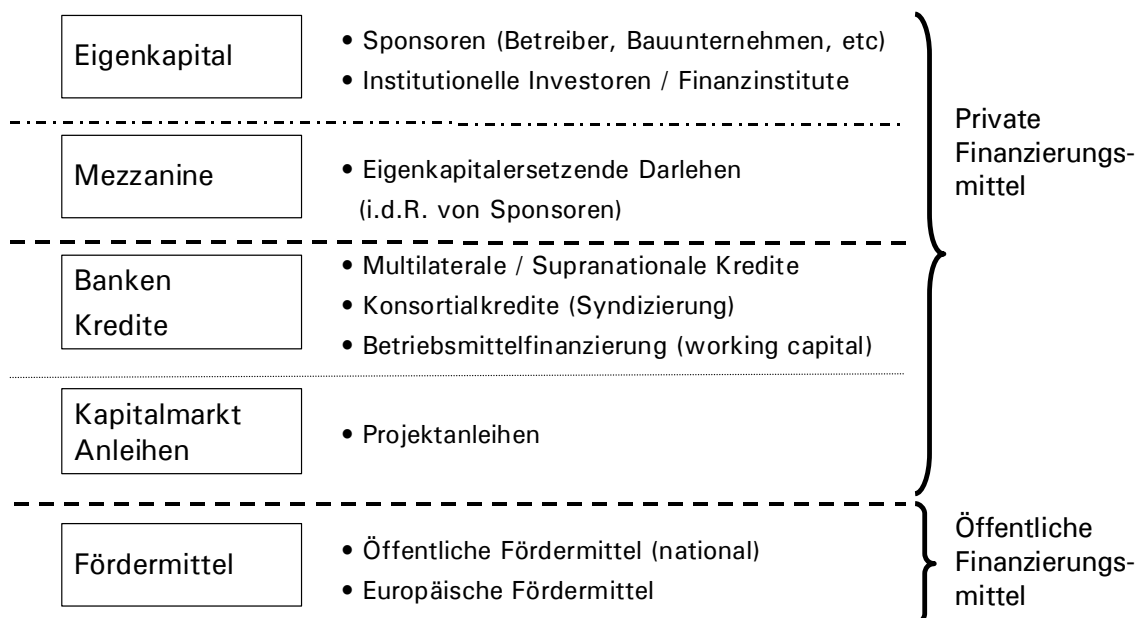 Eigenkapital
• Sponsoren (Betreiber, Bauunternehmen, etc)
• Institutionelle Investoren / Finanzinstitute
Mezzanine
• Eigenkapitalersetzende Darlehen
(i.d.R. von Sponsoren)
Banken
Kredite
• Multilaterale / Supranationale Kredite
• Konsortialkredite (Syndizierung)
• Betriebsmittelfinanzierung (working capital)
Kapitalmarkt
Anleihen
• Projektanleihen
Private
Finanzierungs-
mittel
Fördermittel
• Öffentliche Fördermittel (national)
• Europäische Fördermittel
Öffentliche
Finanzierungs-
mittel